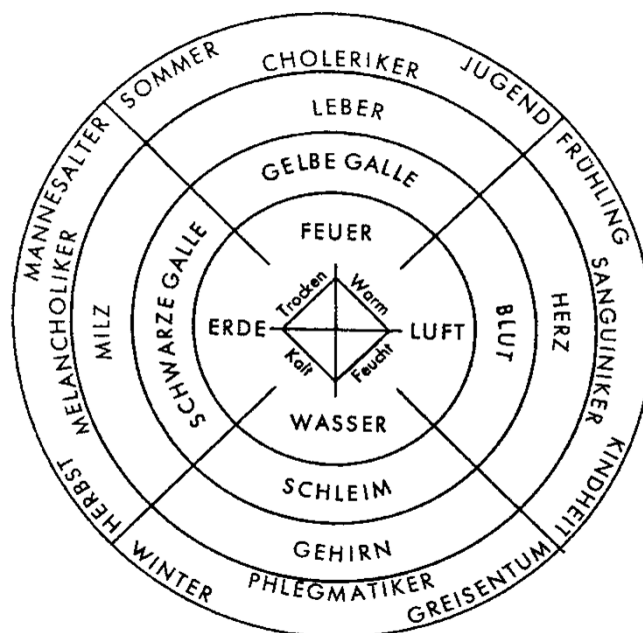 SOMMER
CHOLERIKER
JUGEND
LEBER
GELBE GALLE
FEUER
MANNESALTER
MELANCHOLIKER
HERBST
MILZ
SCHWARZE GALLE
ERDE
Trocken
Warm
Kalt
Feucht
LUFT
BLUT
HERZ
FRÜHLING
SANGUINIKER
KINDHEIT
WASSER
SCHLEIM
GEHIRN
WINTER
PHLEGMATIKER
GREISENTUM